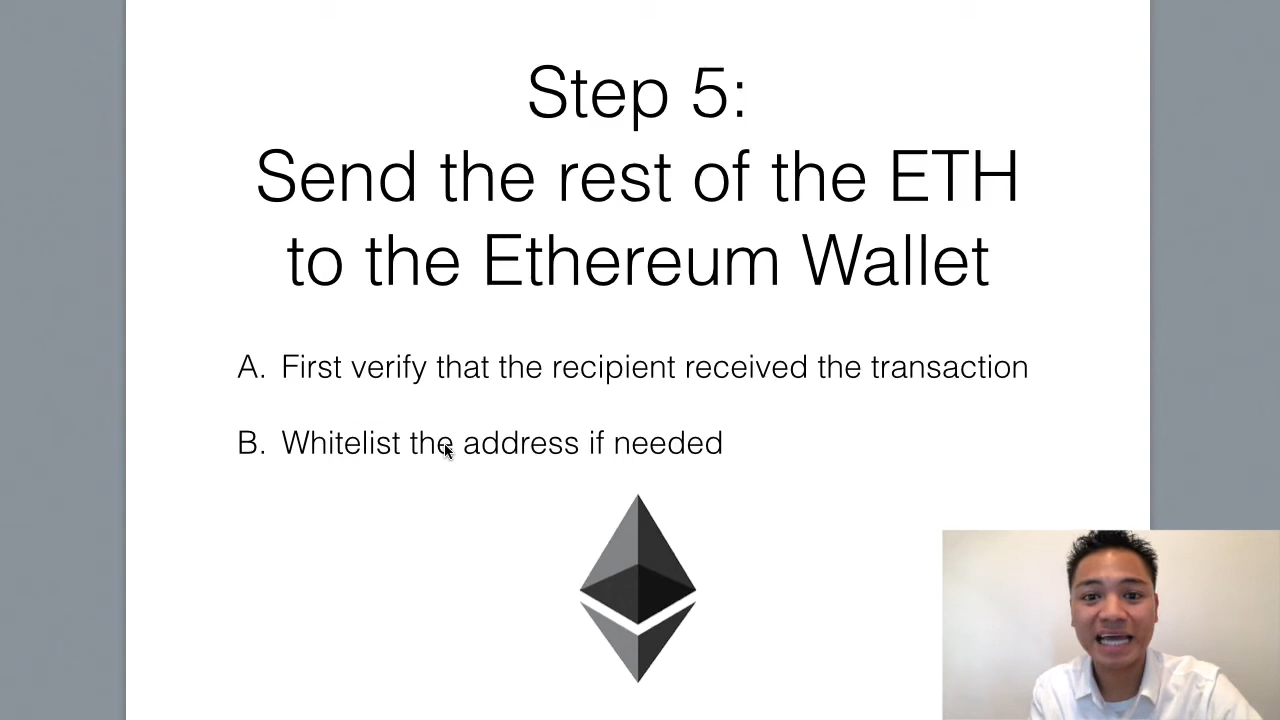 Step 5:
Send the rest of the ETH
to the Ethereum Wallet
A. First verify that the recipient received the transaction
B. Whitelist the address if needed